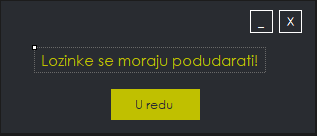 _ X
Lozinke se moraju podudarati!
U redu